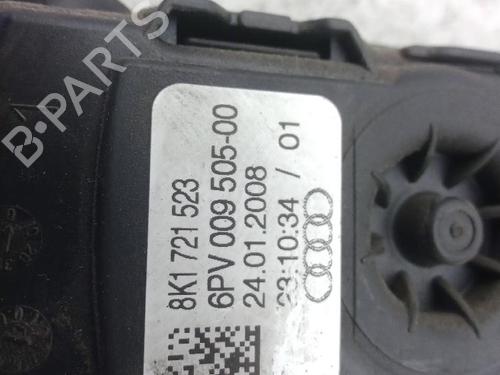 8K1 721 523
6PV 009 505-00
24.01.2008
23:10:34 / 01
B-PARTS